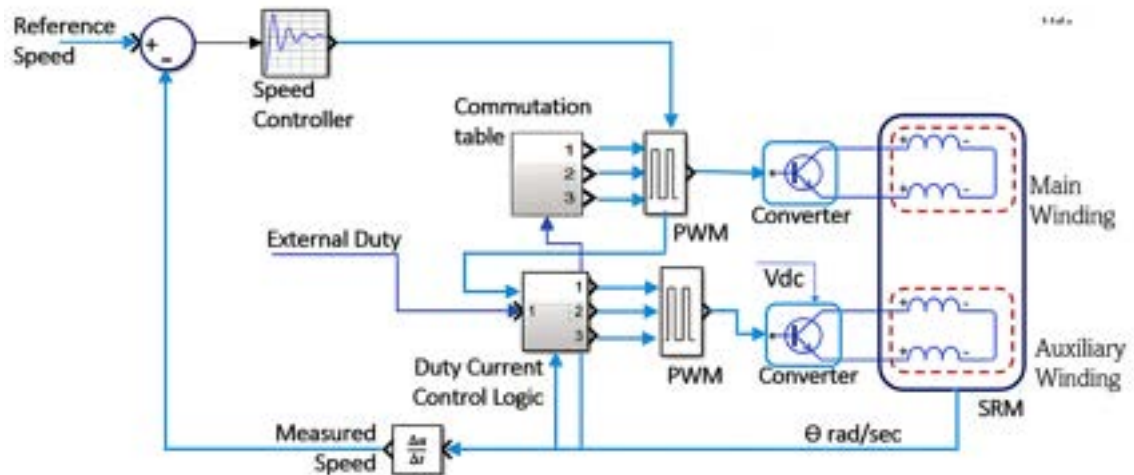 Reference
Speed
+
-
Speed
Controller
Commutation
table
1
2
3
PWM
Converter
+ -
+ -
Main
Winding
External Duty
1
1
2
3
Duty Current
Control Logic
PWM
Vdc
Converter
+ -
+ -
Auxiliary
Winding
SRM
Measured
Speed
Δu
Δt
Θ rad/sec